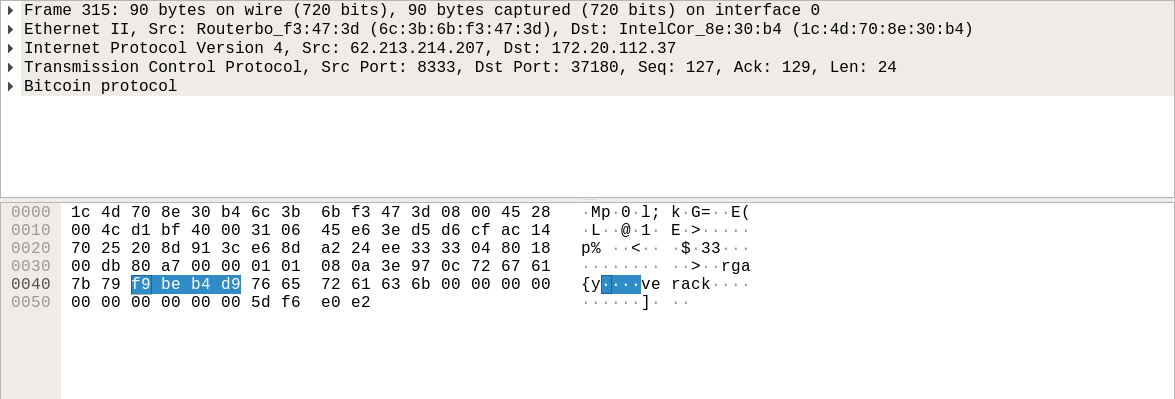 Frame 315: 90 bytes on wire (720 bits), 90 bytes captured (720 bits) on interface 0
Ethernet II, Src: Routerbo_f3:47:3d (6c:3b:6b:f3:47:3d), Dst: IntelCor_8e:30:b4 (1c:4d:70:8e:30:b4)
Internet Protocol Version 4, Src: 62.213.214.207, Dst: 172.20.112.37
Transmission Control Protocol, Src Port: 8333, Dst Port: 37180, Seq: 127, Ack: 129, Len: 24
Bitcoin protocol
0000 1c 4d 70 8e 30 b4 6c 3b 6b f3 47 3d 08 00 45 28 ·Mp·0·l; k·G=··E(
0010 00 4c d1 bf 40 00 31 06 45 e6 3e d5 d6 cf ac 14 ·L··@·1· E·>·····
0020 70 25 20 8d 91 3c e6 8d a2 24 ee 33 33 04 80 18 p% ··<·· ·$·33···
0030 00 db 80 a7 00 00 01 01 08 0a 3e 97 0c 72 67 61 ········ ··>··rga
0040 7b 79 f9 be b4 d9 76 65 72 61 63 6b 00 00 00 00 {y····ve rack····
0050 00 00 00 00 00 00 5d f6 e0 e2 ······]· ··